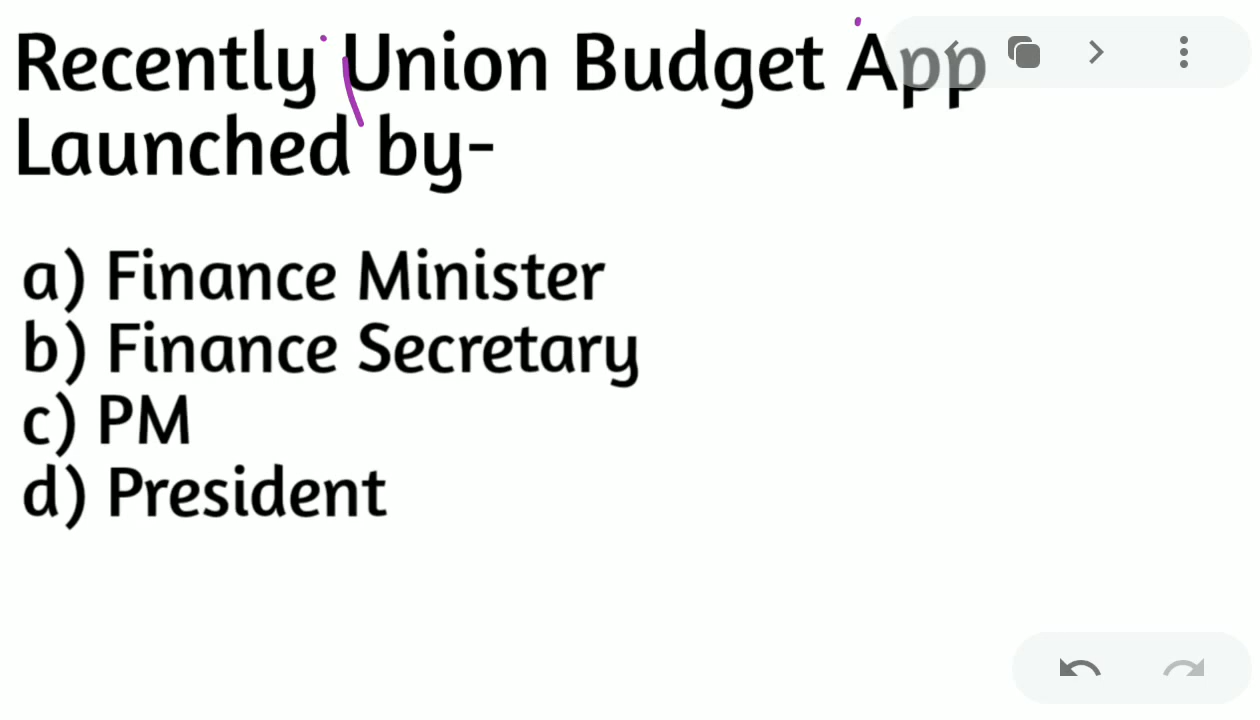 Recently Union Budget App
Launched by-
a) Finance Minister
b) Finance Secretary
c) PM
d) President